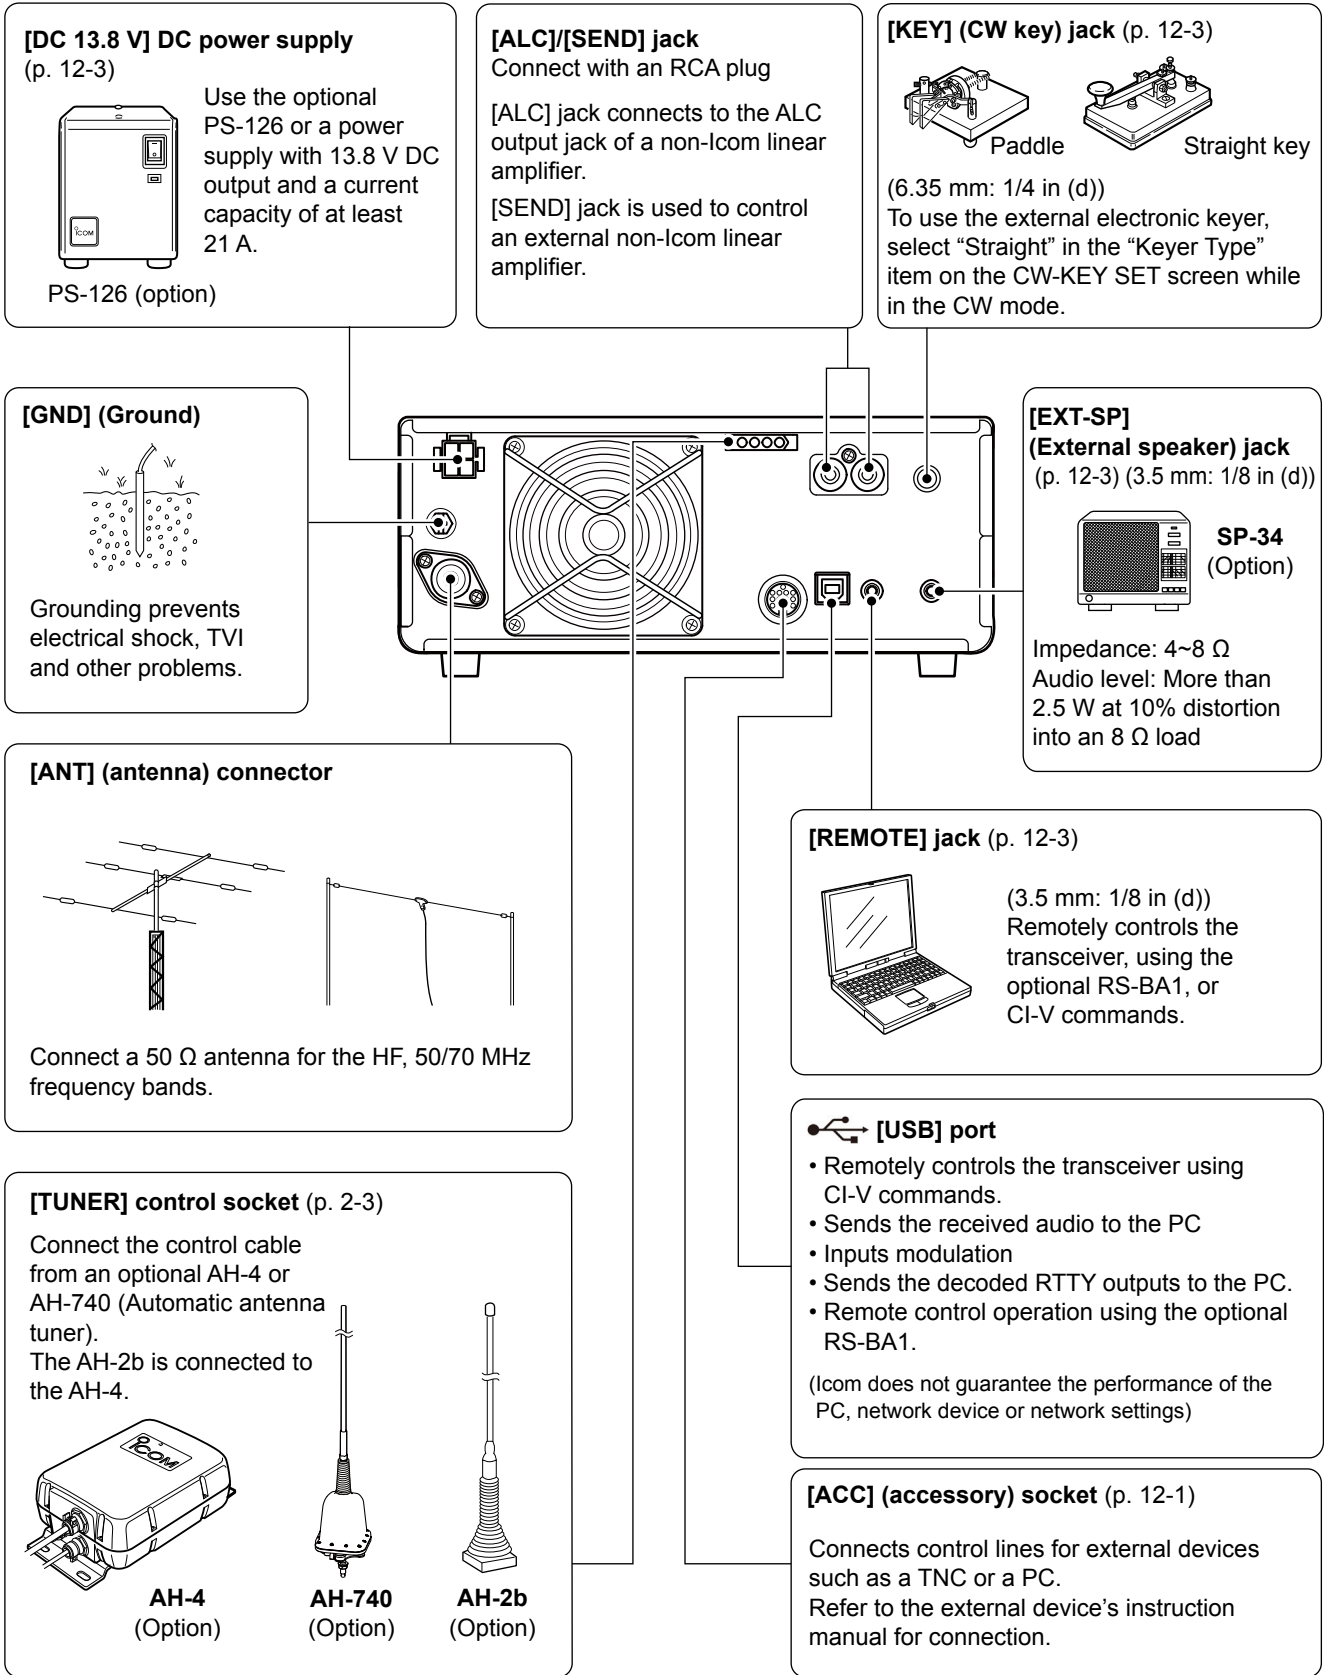 [DC 13.8 V] DC power supply
(p. 12-3)
Use the optional
PS-126 or a power
supply with 13.8 V DC
output and a current
capacity of at least
21 A.
ICOM
PS-126 (option)
[ALC]/[SEND] jack
Connect with an RCA plug
[ALC] jack connects to the ALC
output jack of a non-Icom linear
amplifier.
[SEND] jack is used to control
an external non-Icom linear
amplifier.
[KEY] (CW key) jack (p. 12-3)
Paddle
Straight key
(6.35 mm: 1/4 in (d))
To use the external electronic keyer,
select “Straight” in the “Keyer Type”
item on the CW-KEY SET screen while
in the CW mode.
[GND] (Ground)
Grounding prevents
electrical shock, TVI
and other problems.
[EXT-SP]
(External speaker) jack
(p. 12-3) (3.5 mm: 1/8 in (d))
SP-34
(Option)
Impedance: 4~8 Ω
Audio level: More than
2.5 W at 10% distortion
into an 8 Ω load
[ANT] (antenna) connector
Connect a 50 Ω antenna for the HF, 50/70 MHz
frequency bands.
[REMOTE] jack (p. 12-3)
(3.5 mm: 1/8 in (d))
Remotely controls the
transceiver, using the
optional RS-BA1, or
CI-V commands.
[USB] port
• Remotely controls the transceiver using
CI-V commands.
• Sends the received audio to the PC
• Inputs modulation
• Sends the decoded RTTY outputs to the PC.
• Remote control operation using the optional
RS-BA1.
(Icom does not guarantee the performance of the
PC, network device or network settings)
[TUNER] control socket (p. 2-3)
Connect the control cable
from an optional AH-4 or
AH-740 (Automatic antenna
tuner).
The AH-2b is connected to
the AH-4.
ICOM
AH-4
(Option)
AH-740
(Option)
AH-2b
(Option)
[ACC] (accessory) socket (p. 12-1)
Connects control lines for external devices
such as a TNC or a PC.
Refer to the external device’s instruction
manual for connection.